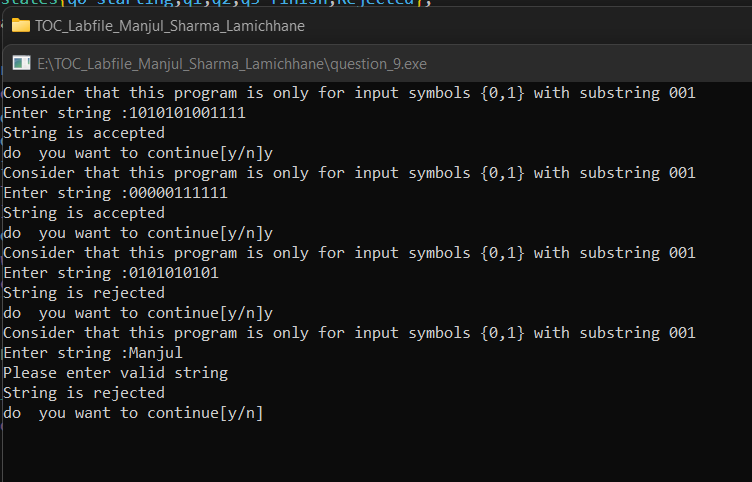 states{q0 starting,q1,q2,q3 finish,Rejected};
TOC_Labfile_Manjul_Sharma_Lamichhane
E:\TOC_Labfile_Manjul_Sharma_Lamichhane\question_9.exe
Consider that this program is only for input symbols {0,1} with substring 001
Enter string :1010101001111
String is accepted
do  you want to continue[y/n]y
Consider that this program is only for input symbols {0,1} with substring 001
Enter string :00000111111
String is accepted
do  you want to continue[y/n]y
Consider that this program is only for input symbols {0,1} with substring 001
Enter string :0101010101
String is rejected
do  you want to continue[y/n]y
Consider that this program is only for input symbols {0,1} with substring 001
Enter string :Manjul
Please enter valid string
String is rejected
do  you want to continue[y/n]